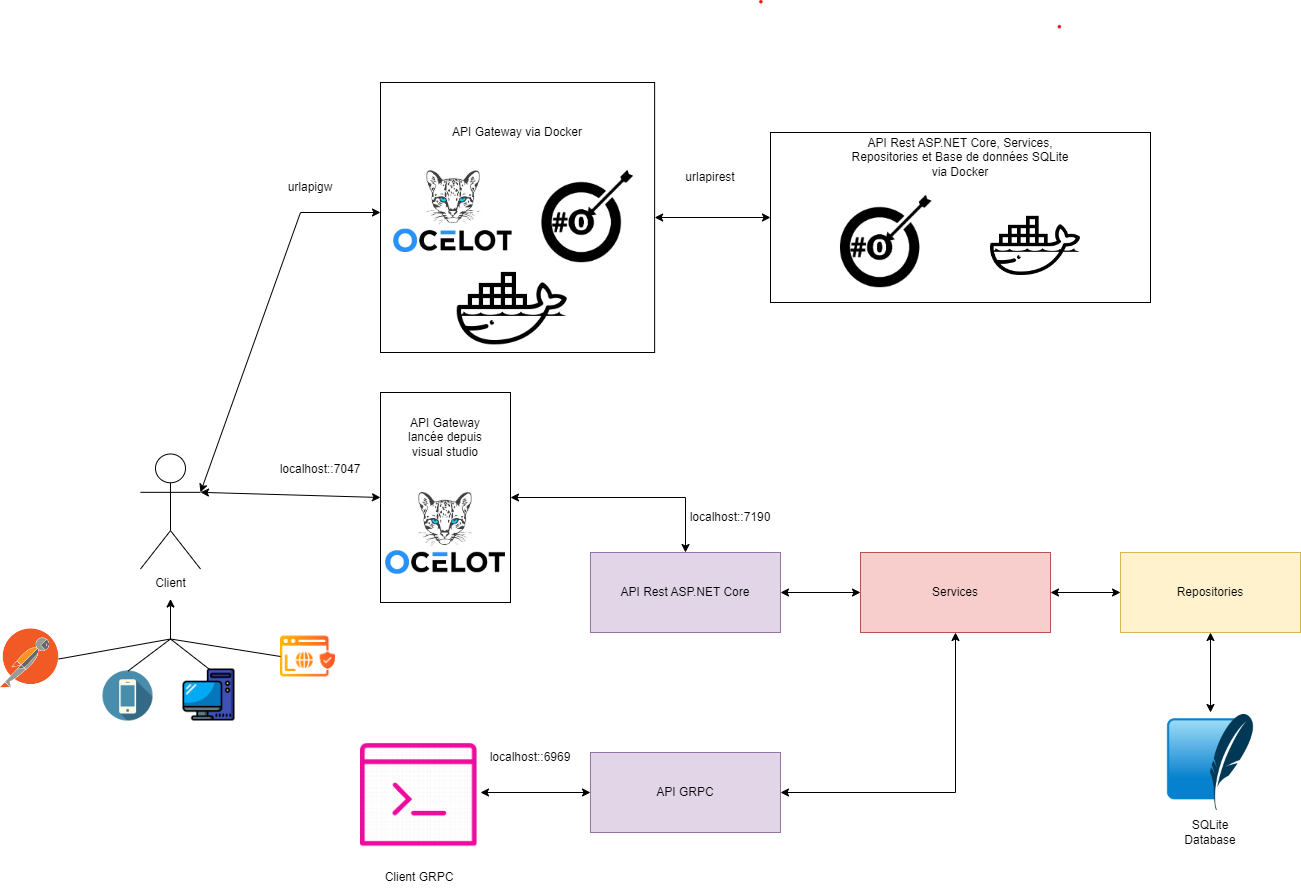 API Gateway via Docker
API Rest ASP.NET Core, Services,
Repositories et Base de données SQLite
via Docker
urlapigw
urlapirest
OCELOT
#0
#0
API Gateway
lancée depuis
visual studio
localhost::7047
OCELOT
localhost::7190
Client
API Rest ASP.NET Core
Services
Repositories
localhost::6969
API GRPC
SQLite
Database
Client GRPC